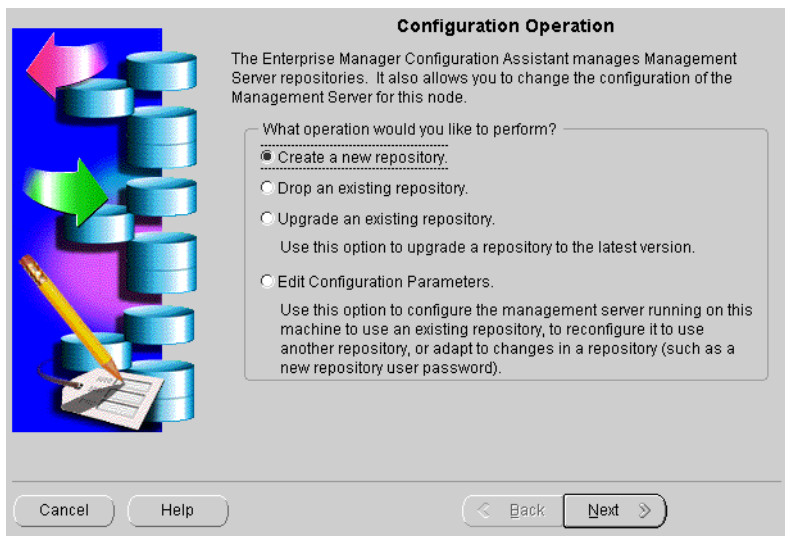 Configuration Operation
The Enterprise Manager Configuration Assistant manages Management
Server repositories.  It also allows you to change the configuration of the
Management Server for this node.
What operation would you like to perform?
Create a new repository.
Drop an existing repository.
Upgrade an existing repository.
Use this option to upgrade a repository to the latest version.
Edit Configuration Parameters.
Use this option to configure the management server running on this
machine to use an existing repository, to reconfigure it to use
another repository, or adapt to changes in a repository (such as a
new repository user password).
Cancel
Help
Back
Next